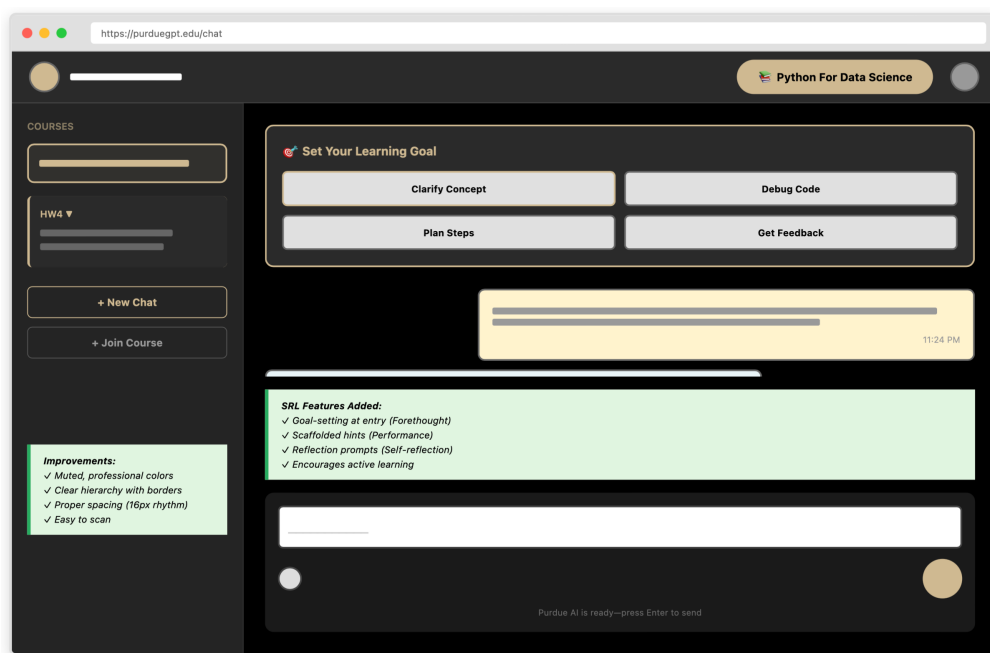 https://purduegpt.edu/chat
📚 Python For Data Science
COURSES
HW4 ▼
+ New Chat
+ Join Course
Improvements:
✓ Muted, professional colors
✓ Clear hierarchy with borders
✓ Proper spacing (16px rhythm)
✓ Easy to scan
🎯 Set Your Learning Goal
Clarify Concept
Debug Code
Plan Steps
Get Feedback
11:24 PM
SRL Features Added:
✓ Goal-setting at entry (Forethought)
✓ Scaffolded hints (Performance)
✓ Reflection prompts (Self-reflection)
✓ Encourages active learning
Purdue AI is ready—press Enter to send